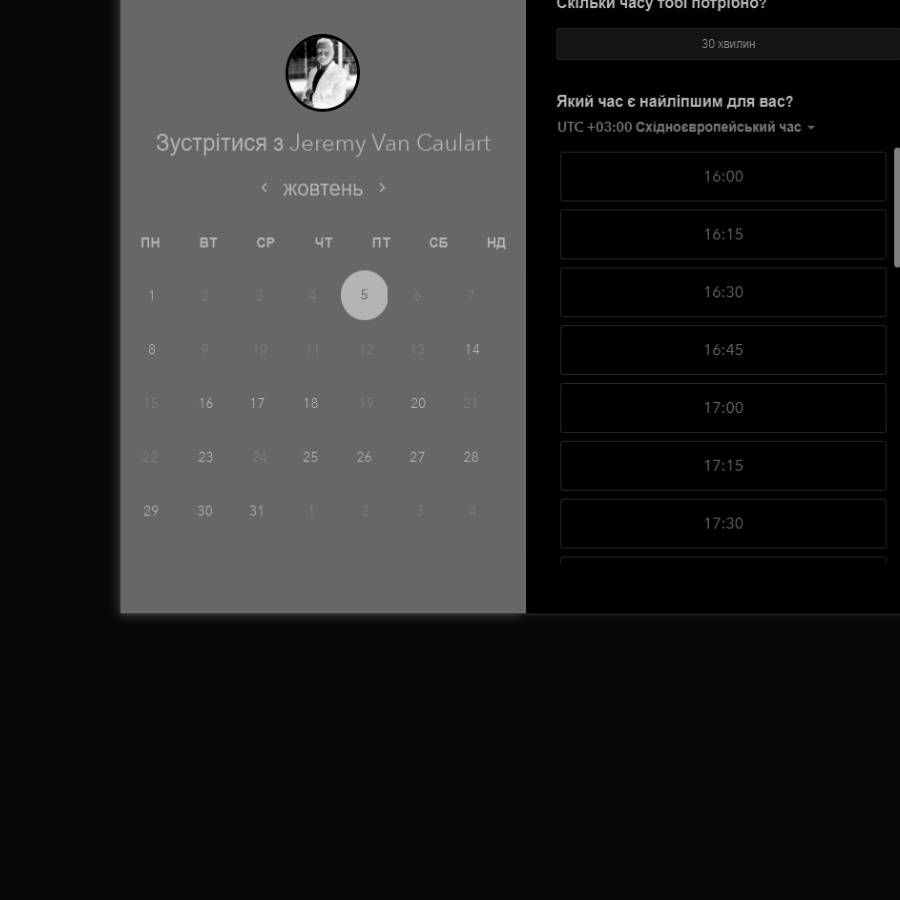 Зустрітися з Jeremy Van Caulart
жовтень
ПН ВТ СР ЧТ ПТ СБ НД
1 2 3 4 5 6 7
8 9 10 11 12 13 14
15 16 17 18 19 20 21
22 23 24 25 26 27 28
29 30 31 1 2 3 4
Скільки часу тобі потрібно?
30 хвилин
Який час є найліпшим для вас?
UTC +03:00 Східноєвропейський час
16:00
16:15
16:30
16:45
17:00
17:15
17:30